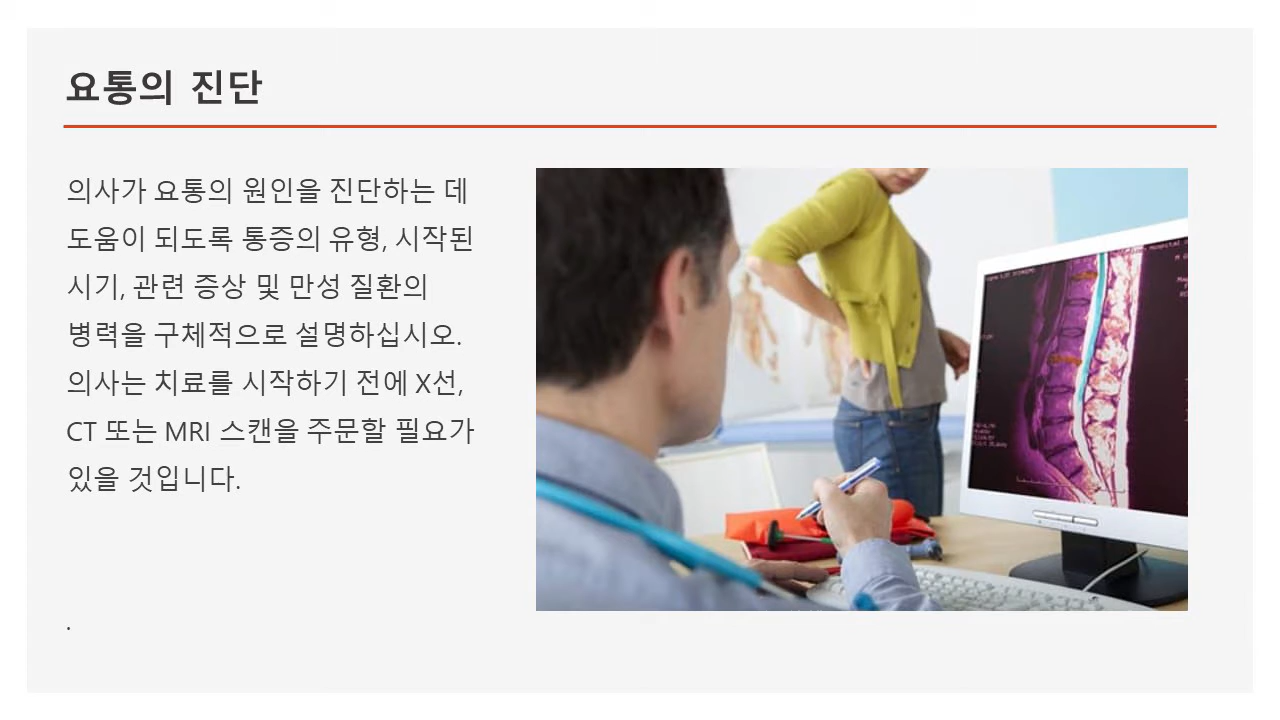 요통의 진단
의사가 요통의 원인을 진단하는 데
도움이 되도록 통증의 유형, 시작된
시기, 관련 증상 및 만성 질환의
병력을 구체적으로 설명하십시오.
의사는 치료를 시작하기 전에 X선,
CT 또는 MRI 스캔을 주문할 필요가
있을 것입니다.
.